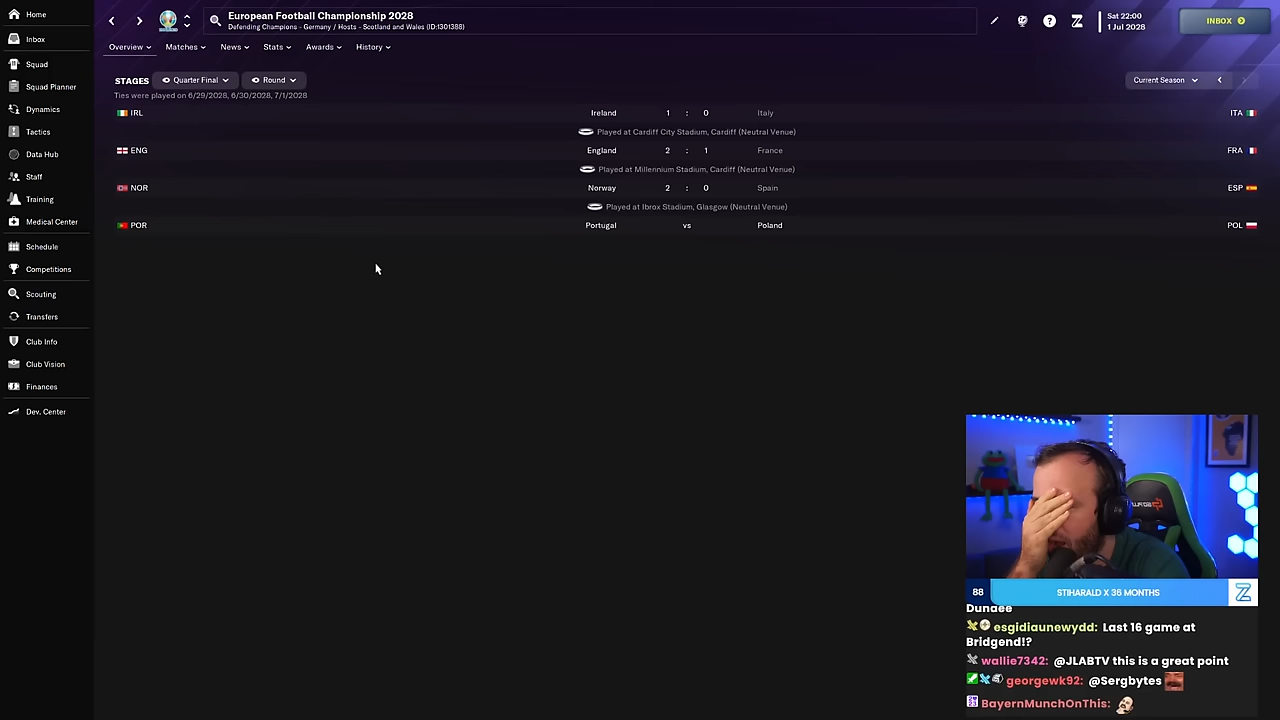 Home
European Football Championship 2028
Defending Champions - Germany / Hosts - Scotland and Wales (ID:1301388)
Sat 22:00
1 Jul 2028
INBOX
Inbox
Overview
Matches
News
Stats
Awards
History
Squad
Squad Planner
Dynamics
Tactics
Data Hub
Staff
Training
Medical Center
Schedule
Competitions
Scouting
Transfers
Club Info
Club Vision
Finances
Dev. Center
STAGES Quarter Final Round
Current Season
Ties were played on 6/29/2028, 6/30/2028, 7/1/2028
IRL Ireland 1 : 0 Italy ITA
Played at Cardiff City Stadium, Cardiff (Neutral Venue)
ENG England 2 : 1 France FRA
Played at Millennium Stadium, Cardiff (Neutral Venue)
NOR Norway 2 : 0 Spain ESP
Played at Ibrox Stadium, Glasgow (Neutral Venue)
POR Portugal vs Poland POL
88 STIHARALD X 36 MONTHS Z
Dundee
esgidiaunewydd: Last 16 game at
Bridgend!?
wallie7342: @JLABTV this is a great point
georgewk92: @Sergbytes
BayernMunchOnThis: